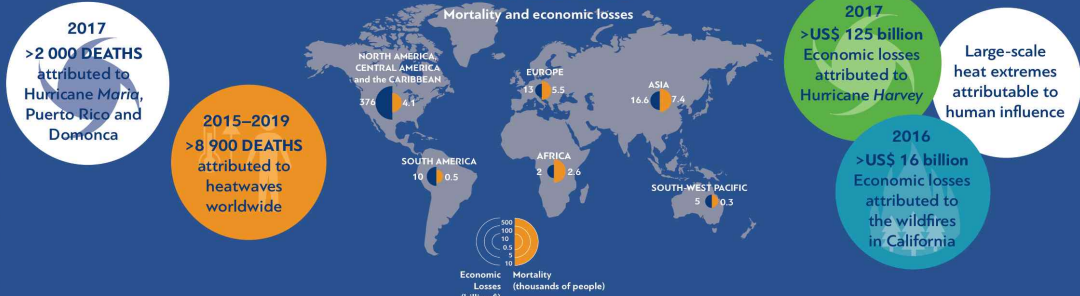 2017
>2 000 DEATHS
attributed to
Hurricane Maria,
Puerto Rico and
Domonca
2015–2019
>8 900 DEATHS
attributed to
heatwaves
worldwide
Mortality and economic losses
NORTH AMERICA,
CENTRAL AMERICA
and the CARIBBEAN
376 4.1
EUROPE
13 5.5
ASIA
16.6 7.4
SOUTH AMERICA
10 0.5
AFRICA
2 2.6
SOUTH-WEST PACIFIC
5 0.3
500
100
10
0.5
5
10
Economic
Losses
Mortality
(thousands of people)
2017
>US$ 125 billion
Economic losses
attributed to
Hurricane Harvey
Large-scale
heat extremes
attributable to
human influence
2016
>US$ 16 billion
Economic losses
attributed to
the wildfires
in California